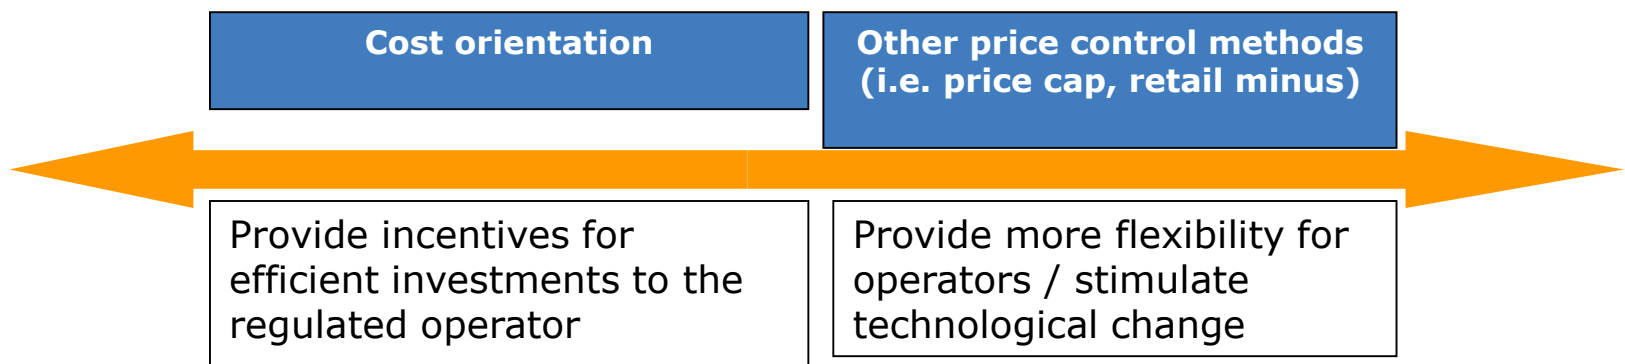 Cost orientation
Other price control methods
(i.e. price cap, retail minus)
Provide incentives for
efficient investments to the
regulated operator
Provide more flexibility for
operators / stimulate
technological change